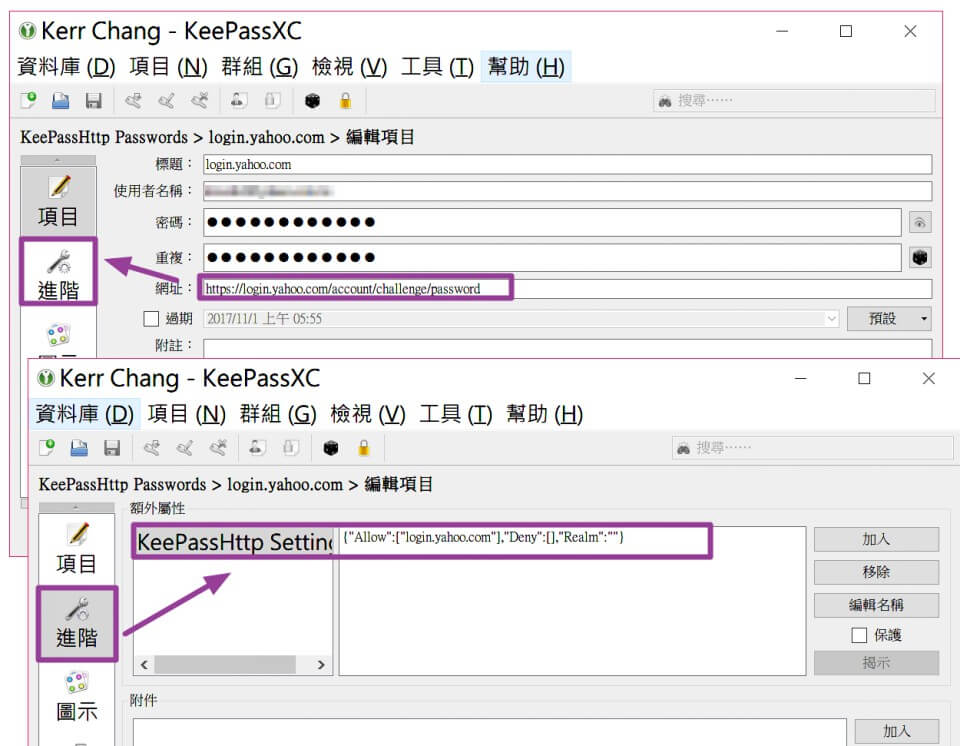 Kerr Chang - KeePassXC
資料庫 (D) 項目 (N) 群組 (G) 檢視 (V) 工具 (T) 幫助 (H)
搜尋⋯⋯
KeePassHttp Passwords > login.yahoo.com > 編輯項目
標題： login.yahoo.com
項目
使用者名稱：
密碼： ●●●●●●●●●●●●
重複： ●●●●●●●●●●●●
進階
網址： https://login.yahoo.com/account/challenge/password
過期 2017/11/1 上午 05:55 預設
附註：
Kerr Chang - KeePassXC
資料庫 (D) 項目 (N) 群組 (G) 檢視 (V) 工具 (T) 幫助 (H)
搜尋⋯⋯
KeePassHttp Passwords > login.yahoo.com > 編輯項目
額外屬性
KeePassHttp Settin {"Allow":["login.yahoo.com"],"Deny":[],"Realm":""} 加入
項目
移除
編輯名稱
進階
保護
揭示
圖示
附件
加入